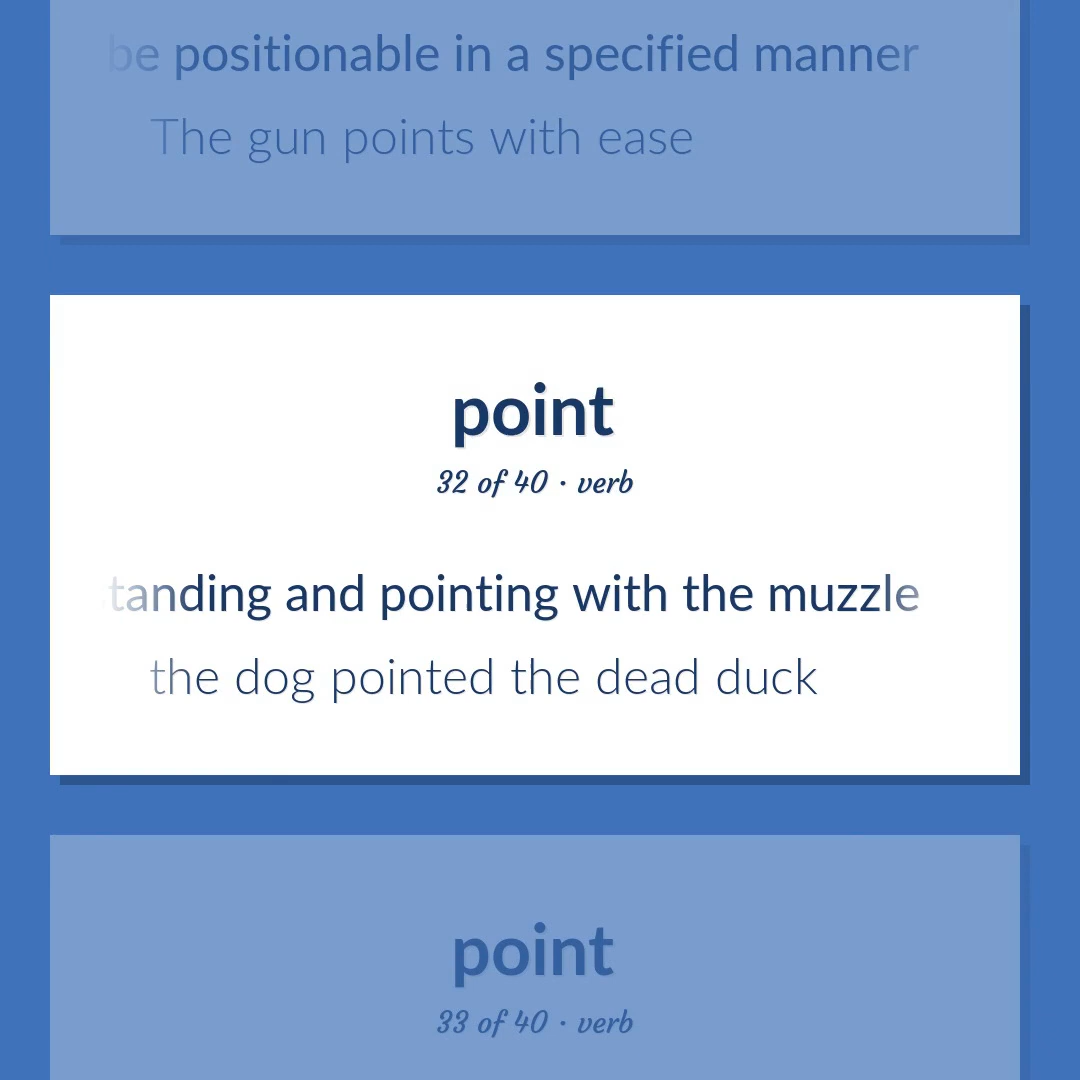 be positionable in a specified manner
The gun points with ease
point
32 of 40 · verb
tanding and pointing with the muzzle
the dog pointed the dead duck
point
33 of 40 · verb